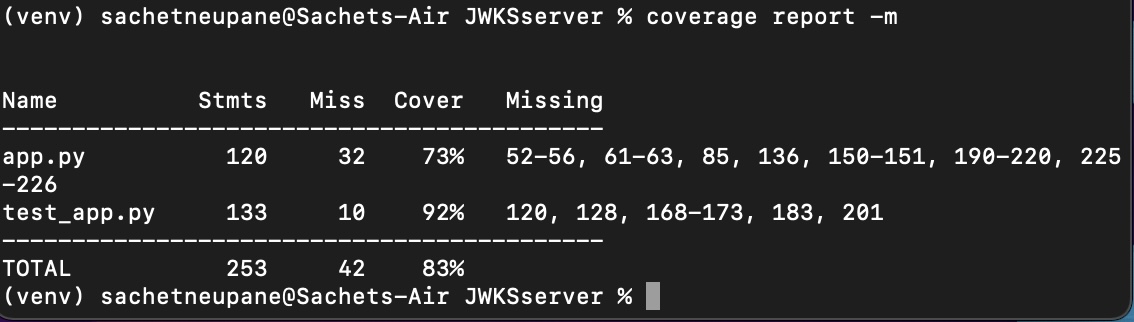 (venv) sachetneupane@Sachets-Air JWKSserver % coverage report -m
Name          Stmts   Miss  Cover   Missing
-------------------------------------------
app.py          120     32    73%   52-56, 61-63, 85, 136, 150-151, 190-220, 225
-226
test_app.py     133     10    92%   120, 128, 168-173, 183, 201
-------------------------------------------
TOTAL           253     42    83%
(venv) sachetneupane@Sachets-Air JWKSserver %